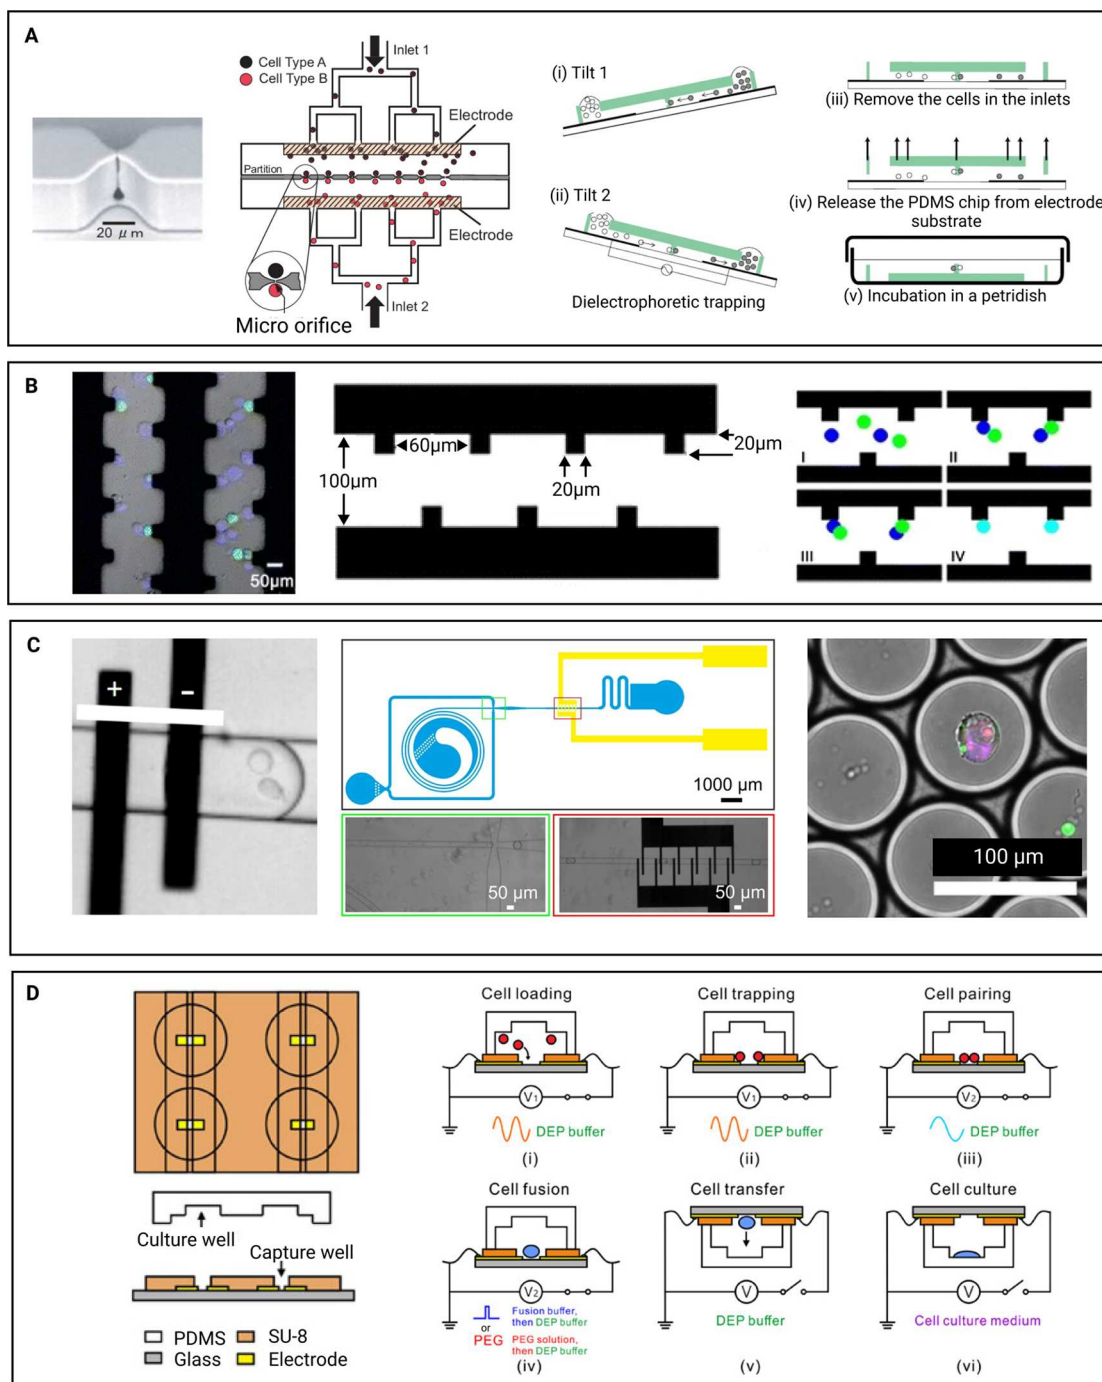 A
Cell Type A
Cell Type B
Inlet 1
Electrode
Partition
Electrode
Inlet 2
Micro orifice
20 μm
(i) Tilt 1
(ii) Tilt 2
Dielectrophoretic trapping
(iii) Remove the cells in the inlets
(iv) Release the PDMS chip from electrode
substrate
(v) Incubation in a petridish
B
50μm
60μm
100μm
20μm
20μm
I
II
III
IV
C
+
–
1000 μm
50 μm
50 μm
100 μm
D
Culture well
Capture well
PDMS
SU-8
Glass
Electrode
Cell loading
V1
DEP buffer
(i)
Cell trapping
V1
DEP buffer
(ii)
Cell pairing
V2
DEP buffer
(iii)
Cell fusion
V2
or
PEG
Fusion buffer,
then DEP buffer
PEG solution,
then DEP buffer
(iv)
Cell transfer
V
DEP buffer
(v)
Cell culture
V
Cell culture medium
(vi)